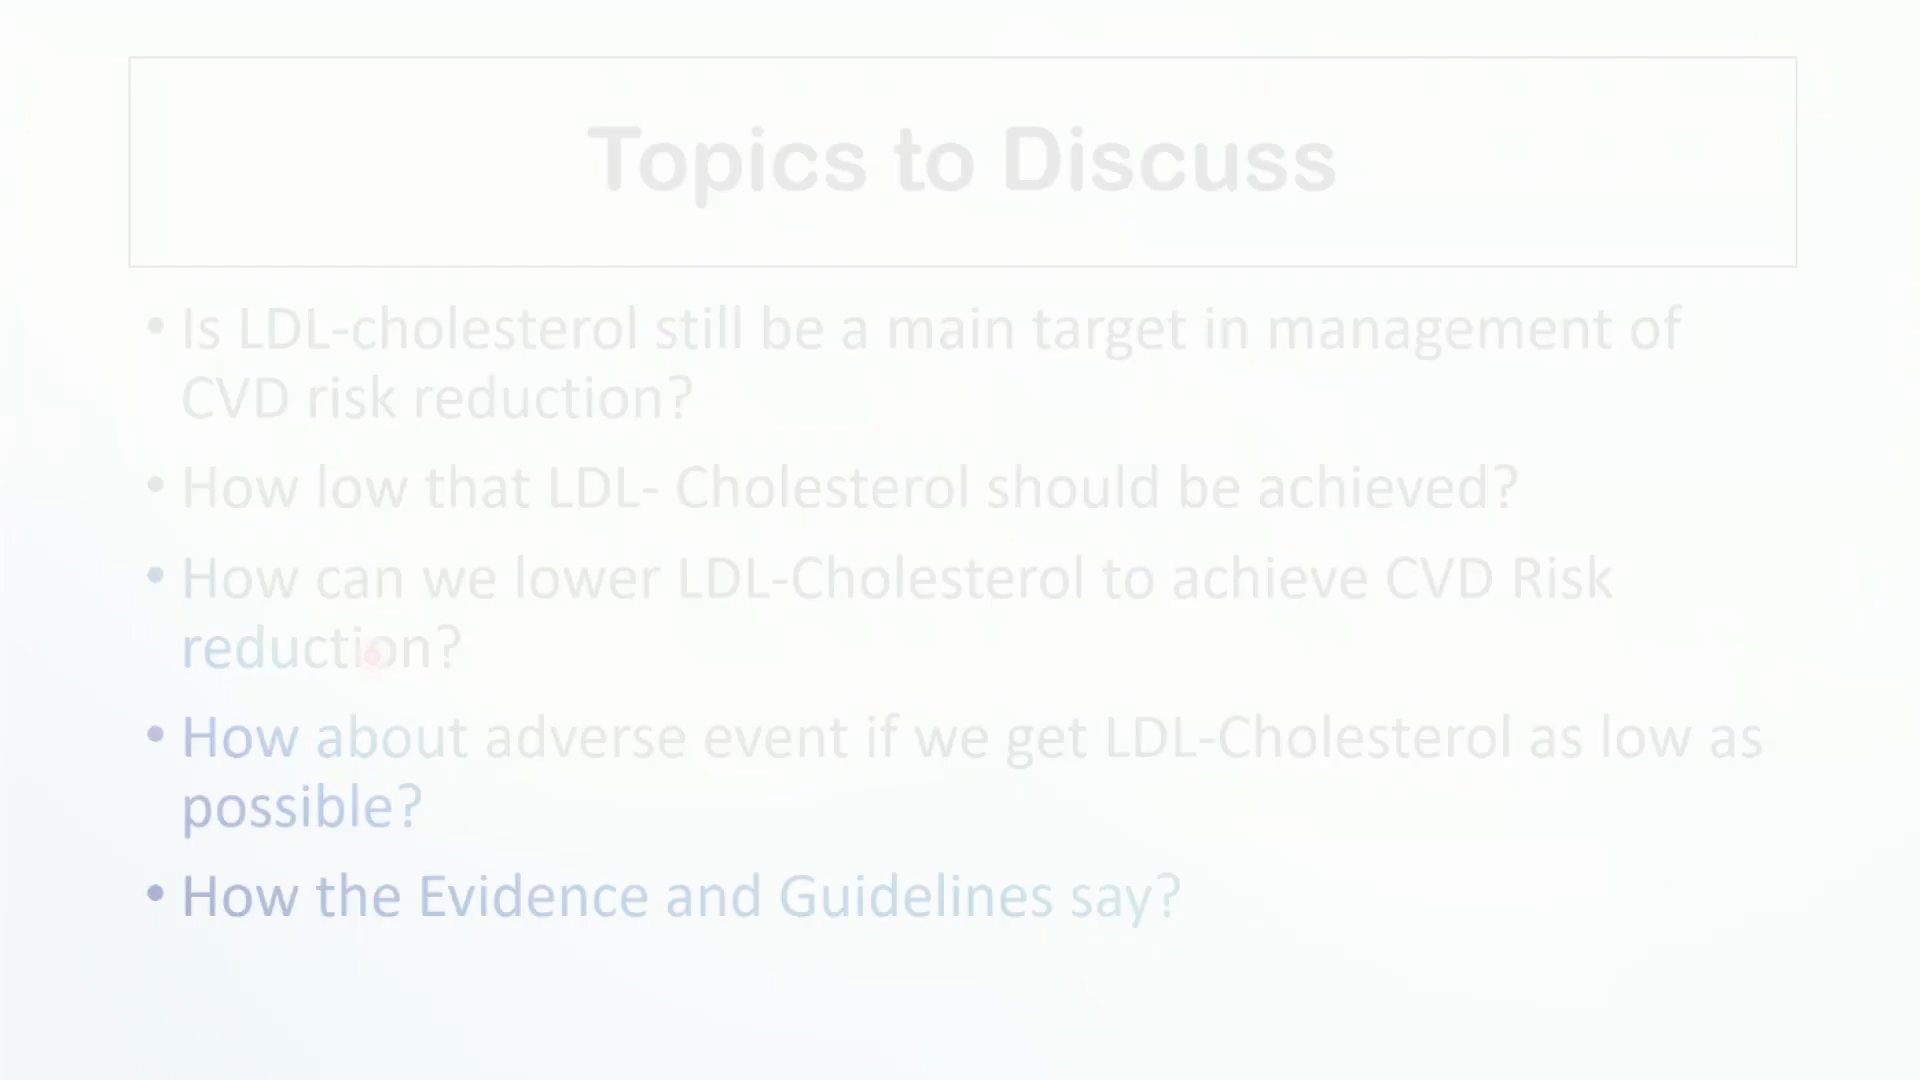 Topics to Discuss
• Is LDL-cholesterol still be a main target in management of
CVD risk reduction?
• How low that LDL- Cholesterol should be achieved?
• How can we lower LDL-Cholesterol to achieve CVD Risk
reduction?
• How about adverse event if we get LDL-Cholesterol as low as
possible?
• How the Evidence and Guidelines say?